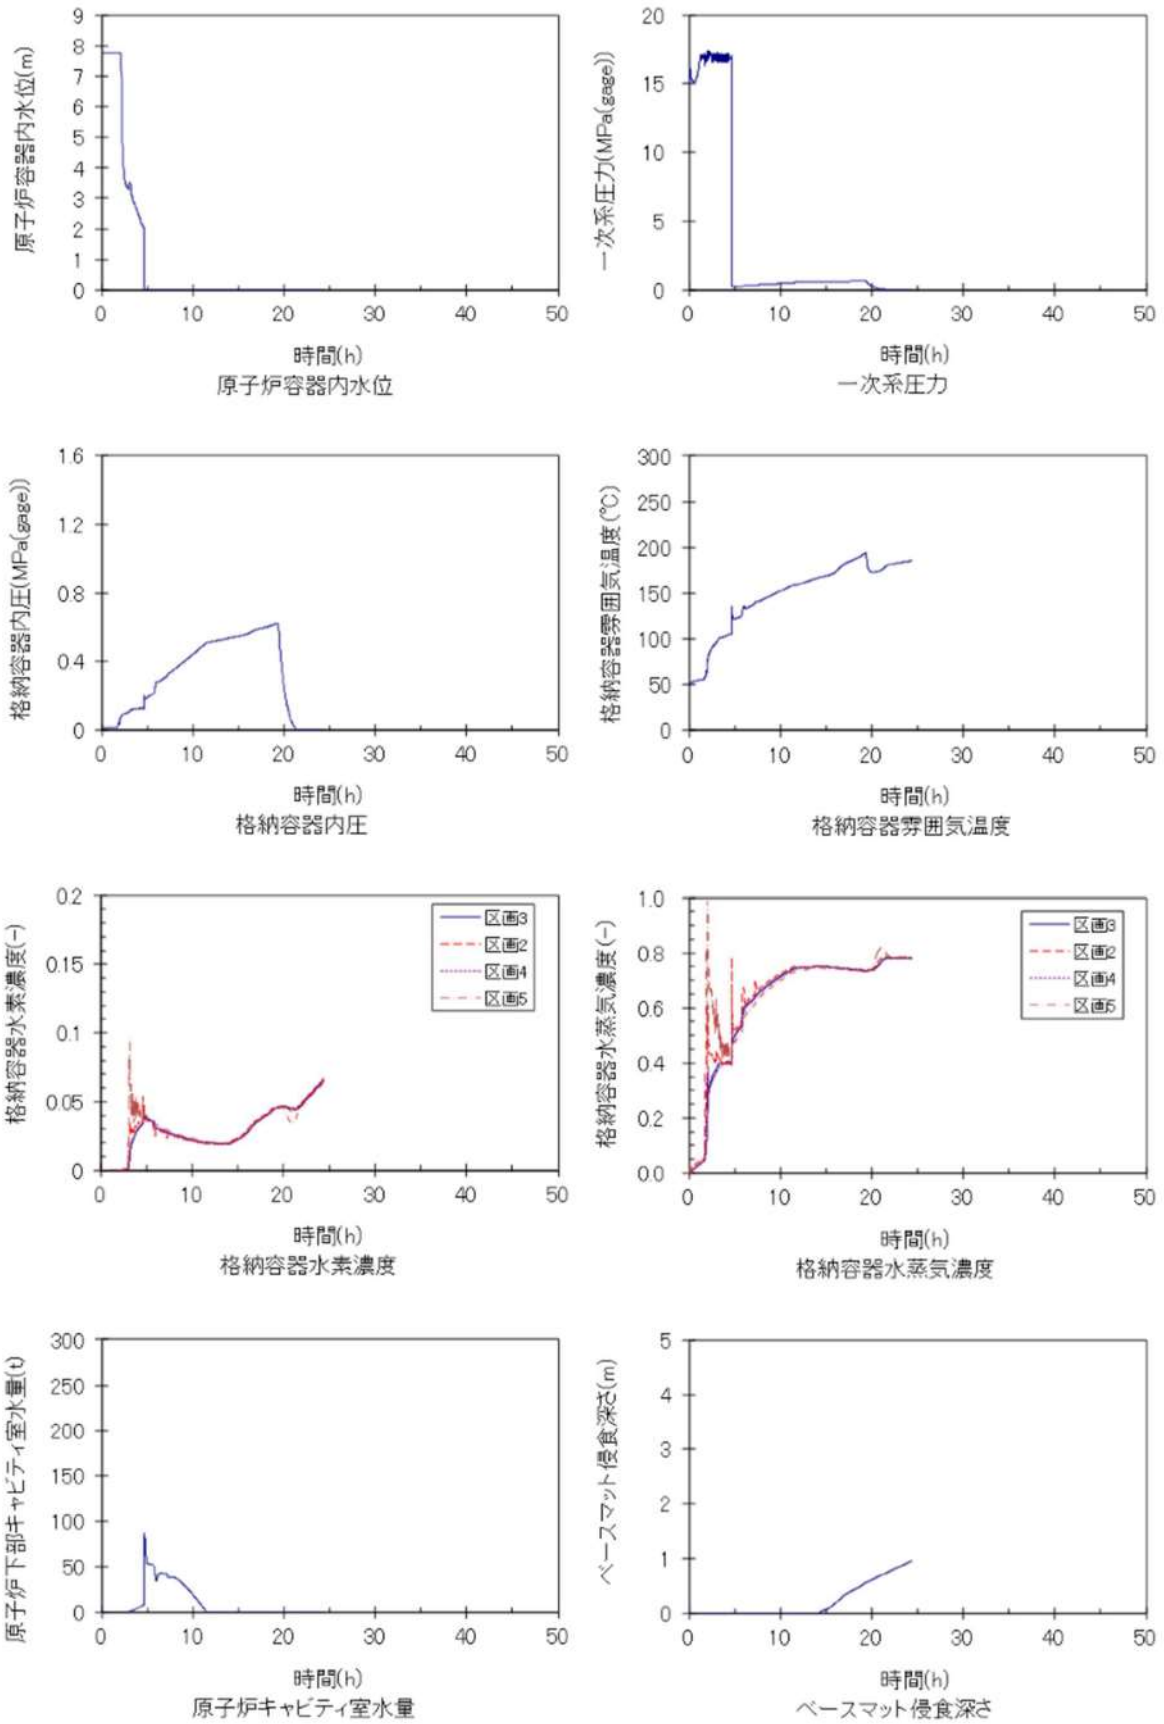 原子炉容器内水位(m)
9
8
7
6
5
4
3
2
1
0
0 10 20 30 40 50
時間(h)
原子炉容器内水位
一次系圧力(MPa(gage))
20
15
10
5
0
0 10 20 30 40 50
時間(h)
一次系圧力
格納容器内圧(MPa(gage))
1.6
1.2
0.8
0.4
0
0 10 20 30 40 50
時間(h)
格納容器内圧
格納容器雰囲気温度(℃)
300
250
200
150
100
50
0
0 10 20 30 40 50
時間(h)
格納容器雰囲気温度
格納容器水素濃度(-)
0.2
0.15
0.1
0.05
0
区画3
区画2
区画4
区画5
0 10 20 30 40 50
時間(h)
格納容器水素濃度
格納容器水蒸気濃度(-)
1.0
0.8
0.6
0.4
0.2
0.0
区画3
区画2
区画4
区画5
0 10 20 30 40 50
時間(h)
格納容器水蒸気濃度
原子炉下部キャビティ室水量(t)
300
250
200
150
100
50
0
0 10 20 30 40 50
時間(h)
原子炉キャビティ室水量
ベースマット侵食深さ(m)
5
4
3
2
1
0
0 10 20 30 40 50
時間(h)
ベースマット侵食深さ